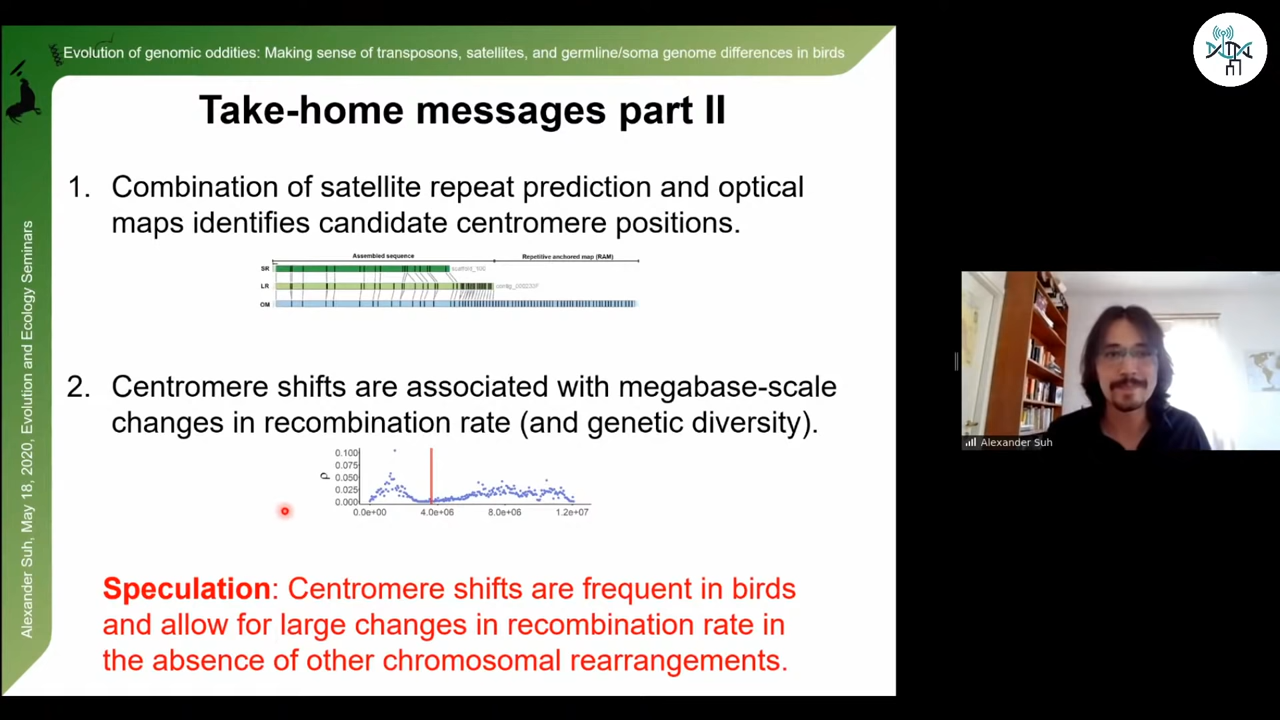 Evolution of genomic oddities: Making sense of transposons, satellites, and germline/soma genome differences in birds
Take-home messages part II
1. Combination of satellite repeat prediction and optical
maps identifies candidate centromere positions.
Assembled sequence
Repetitive anchored map (RAM)
SR
scaffold_100
LR
OM
2. Centromere shifts are associated with megabase-scale
changes in recombination rate (and genetic diversity).
0.100
0.075
0.050
0.025
0.000
ρ
0.0e+00 4.0e+06 8.0e+06 1.2e+07
Speculation: Centromere shifts are frequent in birds
and allow for large changes in recombination rate in
the absence of other chromosomal rearrangements.
Alexander Suh, May 18, 2020, Evolution and Ecology Seminars
Alexander Suh